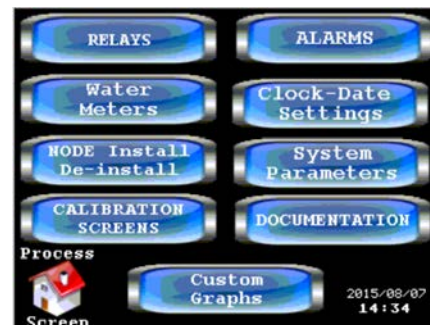 RELAYS
ALARMS
Water
Meters
Clock-Date
Settings
NODE Install
De-install
System
Parameters
CALIBRATION
SCREENS
DOCUMENTATION
Process
Screen
Custom
Graphs
2015/08/07
14:34